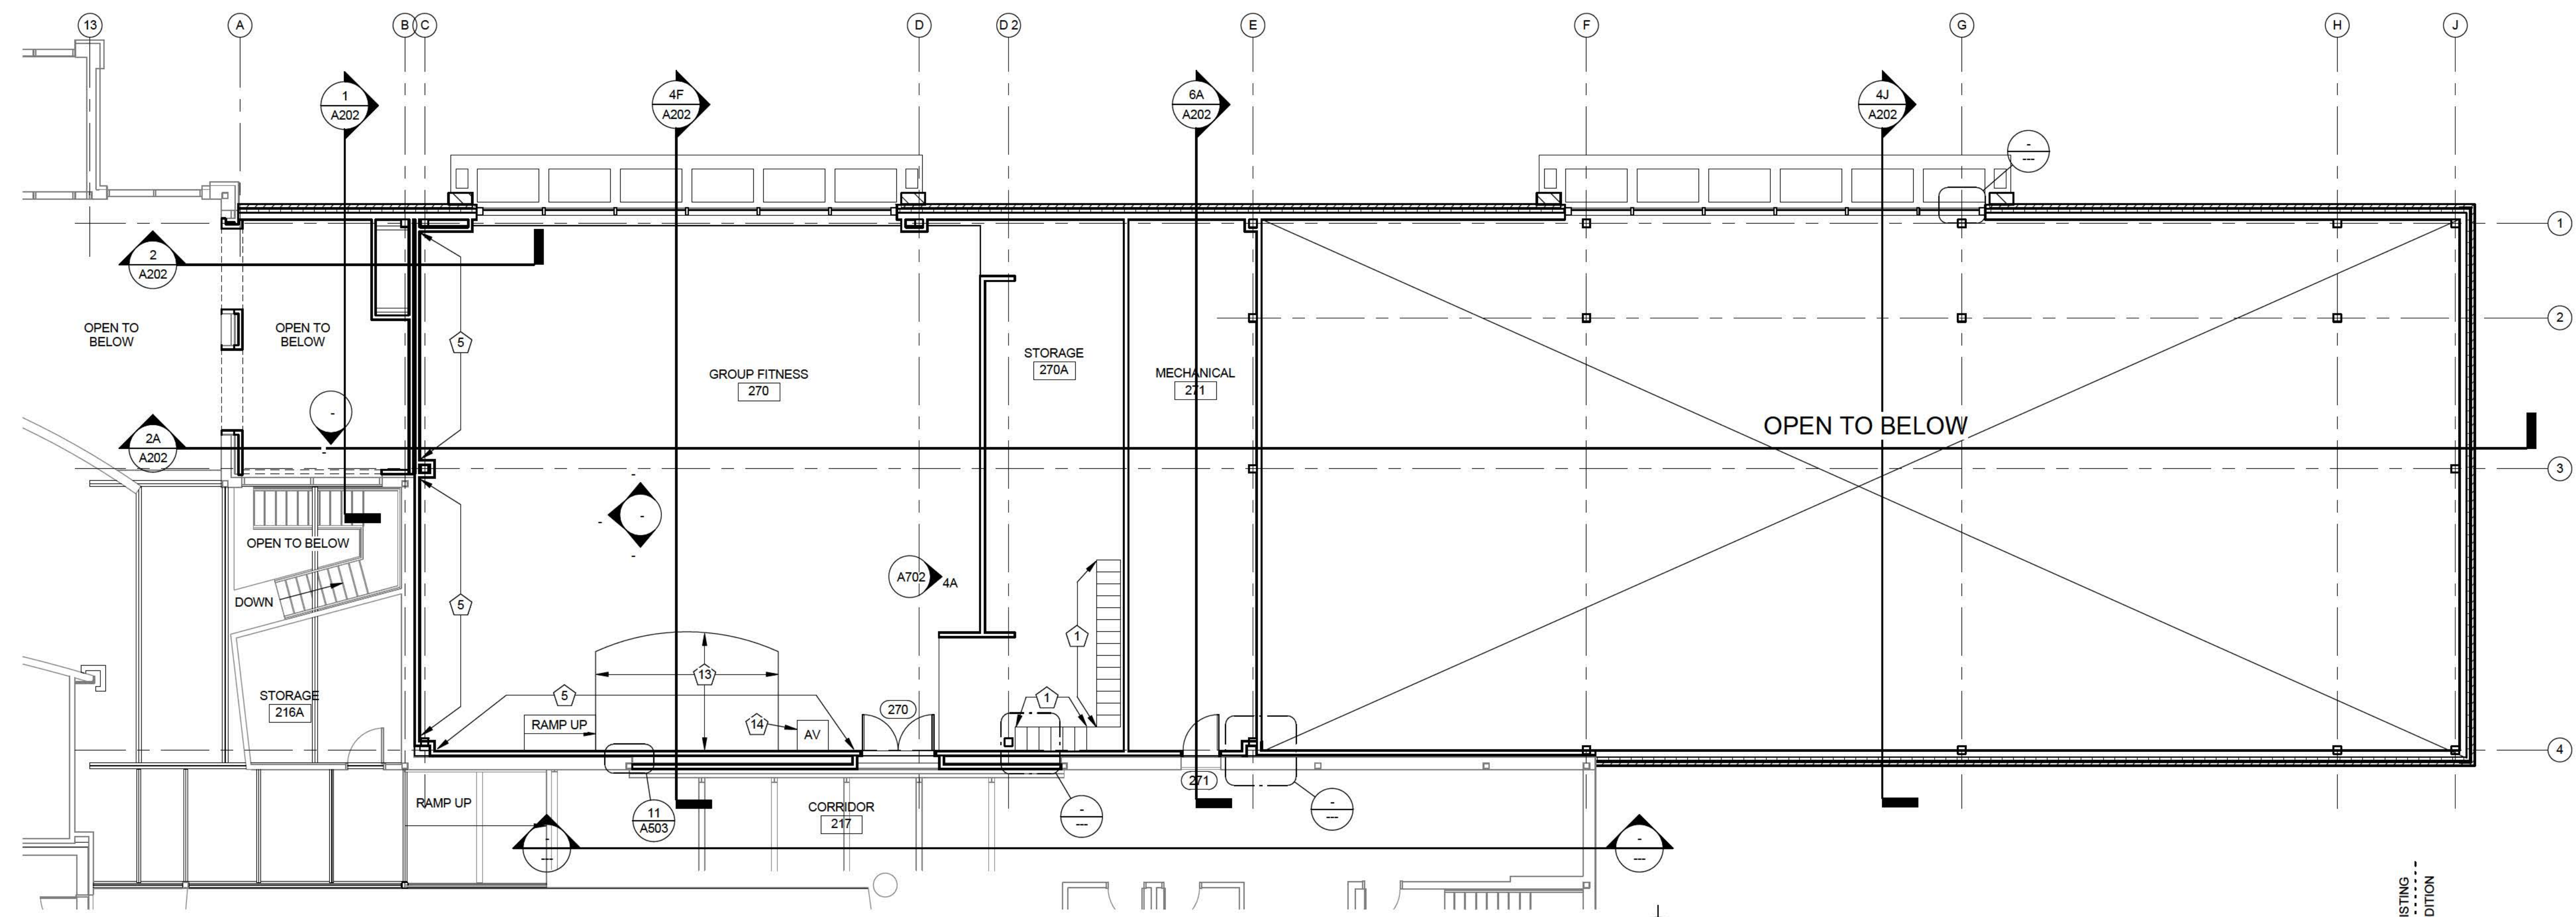 13
A
B
C
D
D 2
E
F
G
H
J
1
A202
4F
A202
6A
A202
4J
A202
-
---
1
2
A202
2
OPEN TO
BELOW
OPEN TO
BELOW
5
STORAGE
270A
GROUP FITNESS
270
MECHANICAL
271
-
-
OPEN TO BELOW
2A
A202
3
-
-
-
-
OPEN TO BELOW
A702
4A
DOWN
5
1
13
STORAGE
216A
5
1
270
RAMP UP
14
AV
4
271
RAMP UP
CORRIDOR
217
11
A503
-
---
-
---
-
---
-
---
ISTING
DITION